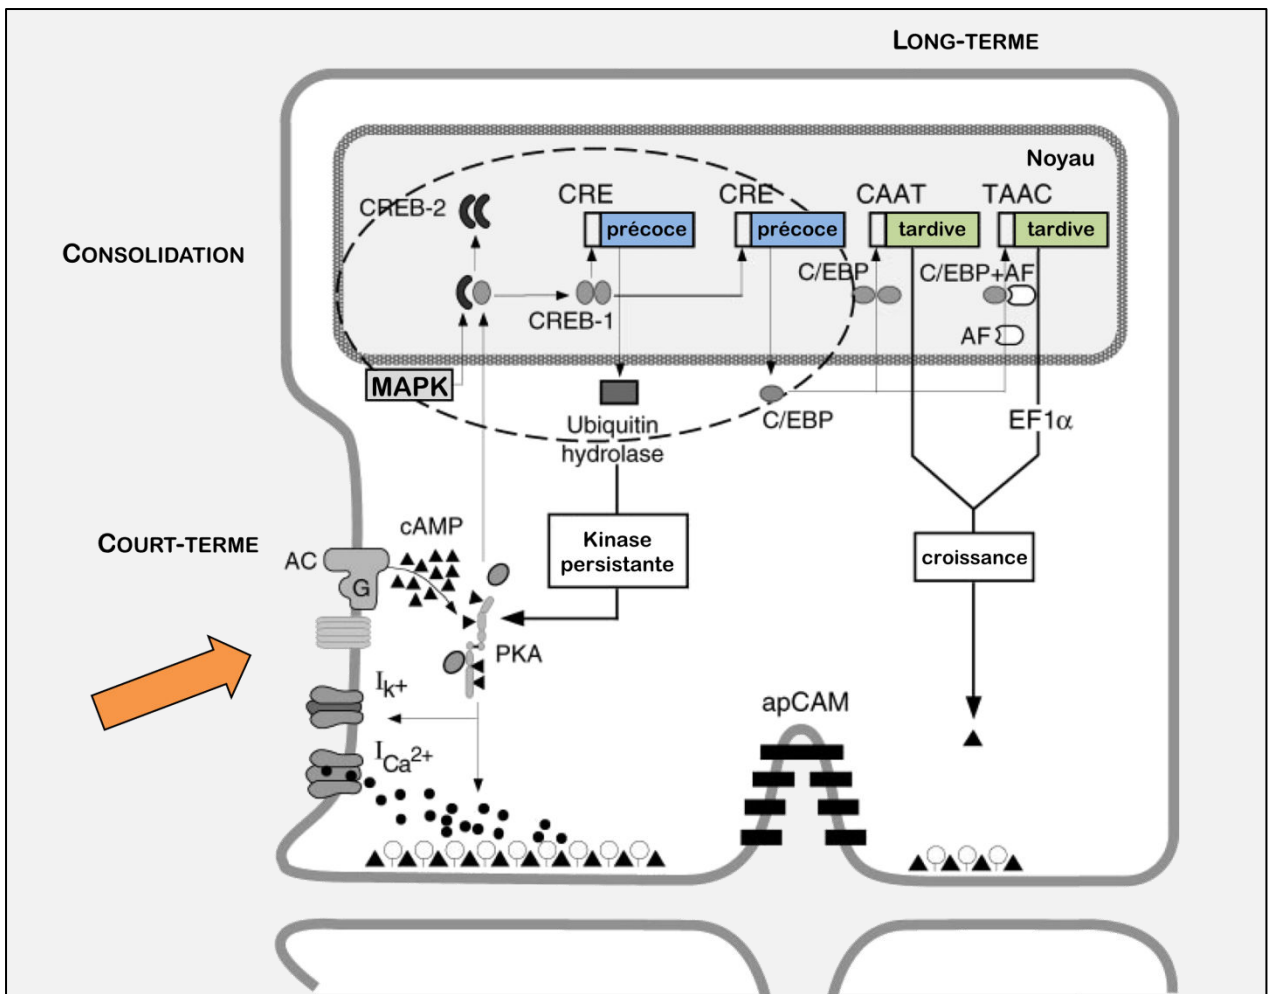 LONG-TERME
Noyau
CRE CRE CAAT TAAC
CREB-2
précoce précoce tardive tardive
CONSOLIDATION
C/EBP C/EBP+AF
CREB-1
AF
MAPK
Ubiquitin
hydrolase
C/EBP
EF1α
cAMP
COURT-TERME
AC
G
Kinase
persistante
croissance
PKA
Ik+
apCAM
ICa2+